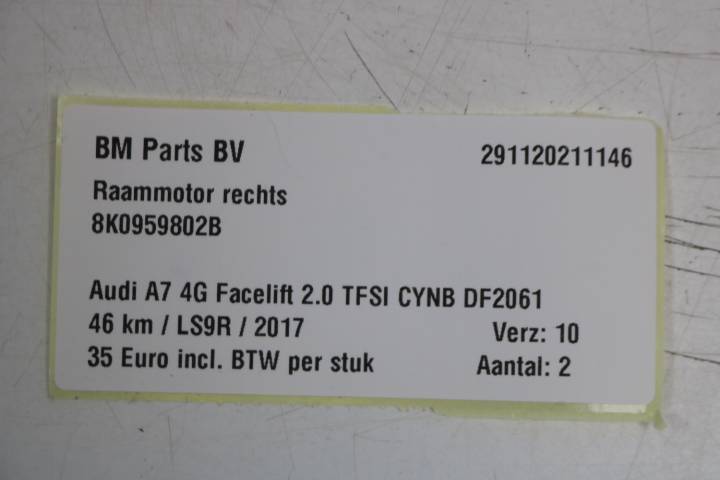 BM Parts BV 291120211146
Raammotor rechts
8K0959802B
Audi A7 4G Facelift 2.0 TFSI CYNB DF2061
46 km / LS9R / 2017 Verz: 10
35 Euro incl. BTW per stuk Aantal: 2